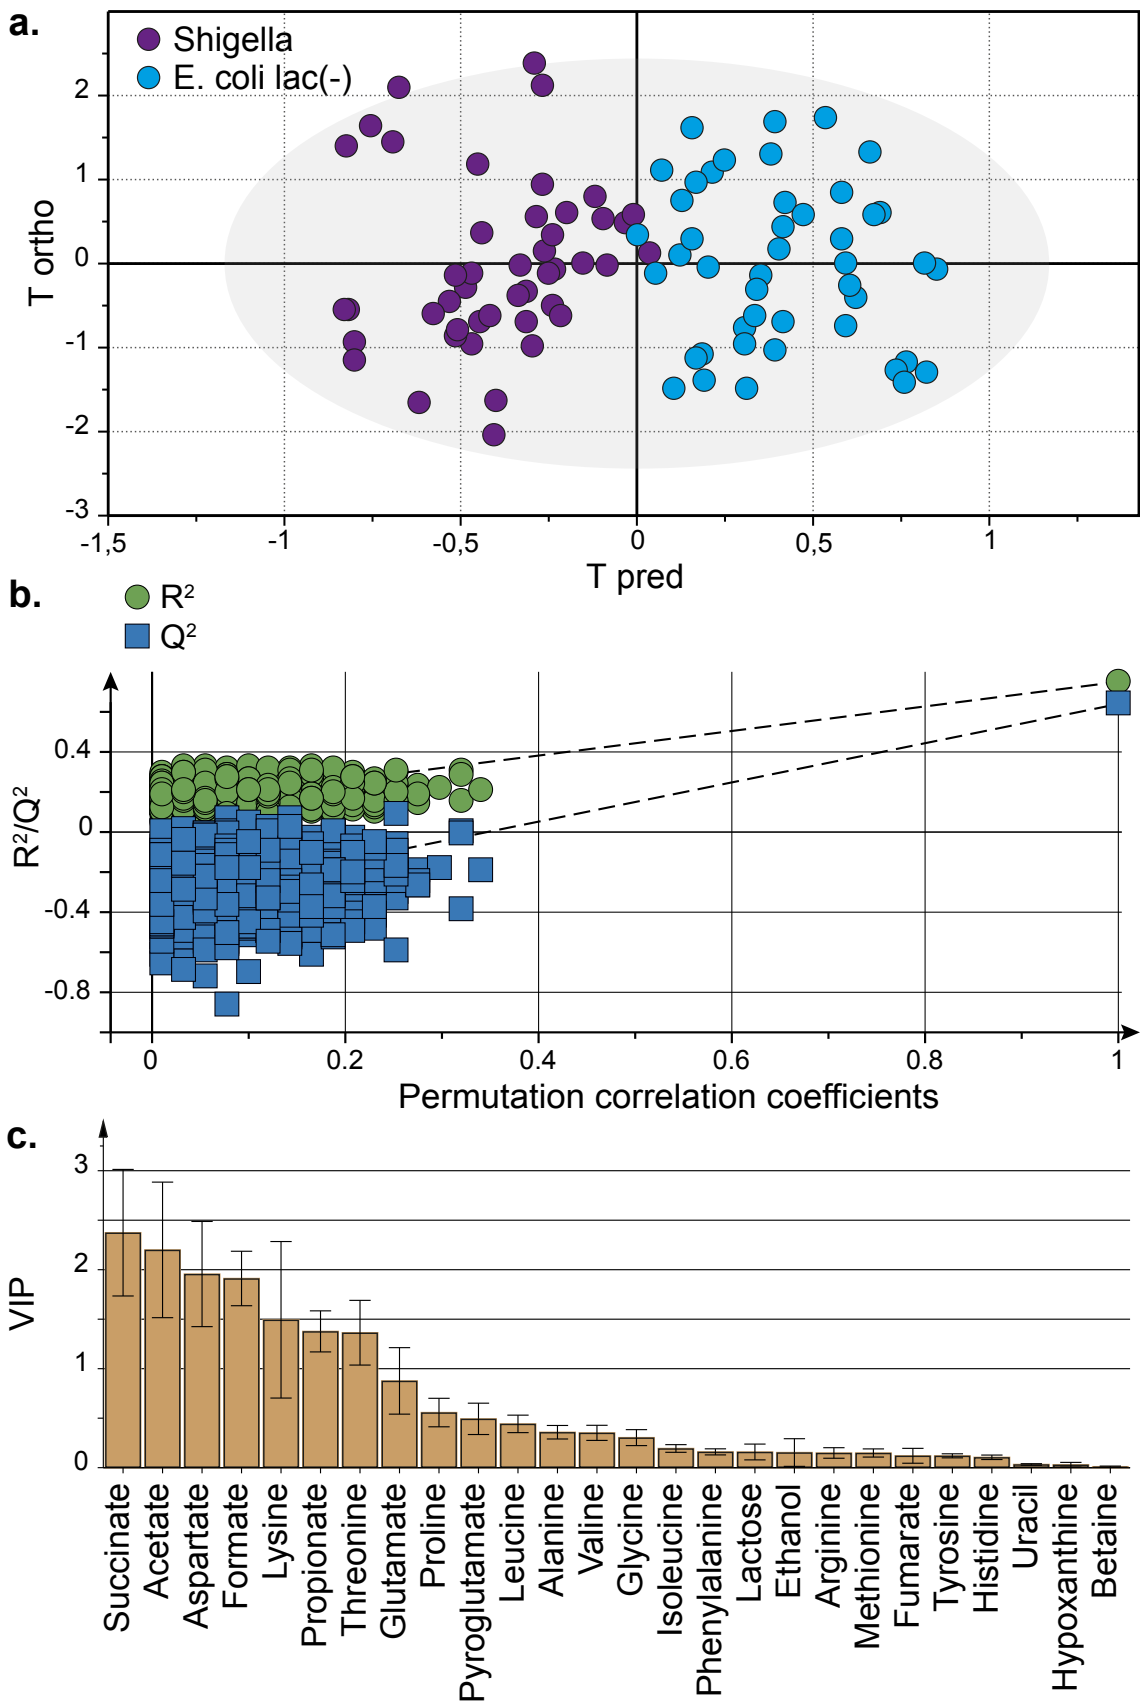 a.
Shigella
E. coli lac(-)
2
1
0
-1
-2
-3
T ortho
-1,5
-1
-0,5
0
0,5
1
T pred
b.
R²
Q²
0.4
0
-0.4
-0.8
R²/Q²
0
0.2
0.4
0.6
0.8
1
Permutation correlation coefficients
c.
3
2
1
0
VIP
Succinate
Acetate
Aspartate
Formate
Lysine
Propionate
Threonine
Glutamate
Proline
Pyroglutamate
Leucine
Alanine
Valine
Glycine
Isoleucine
Phenylalanine
Lactose
Ethanol
Arginine
Methionine
Fumarate
Tyrosine
Histidine
Uracil
Hypoxanthine
Betaine